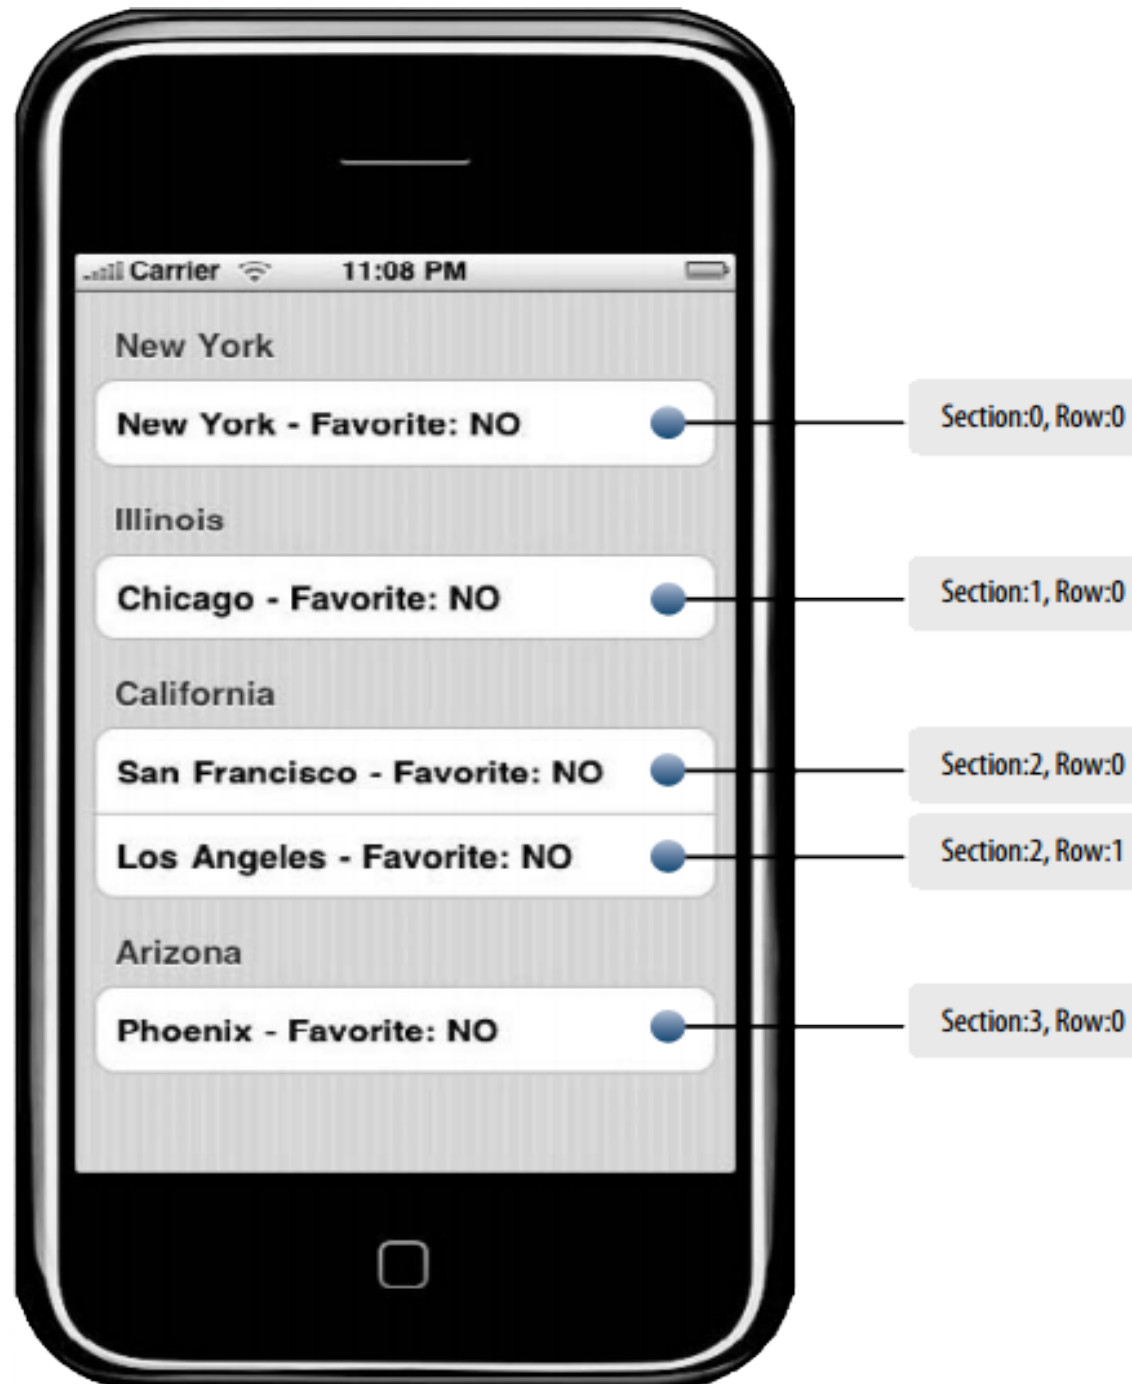 Carrier 11:08 PM
New York
New York - Favorite: NO
Section:0, Row:0
Illinois
Chicago - Favorite: NO
Section:1, Row:0
California
San Francisco - Favorite: NO
Section:2, Row:0
Los Angeles - Favorite: NO
Section:2, Row:1
Arizona
Phoenix - Favorite: NO
Section:3, Row:0